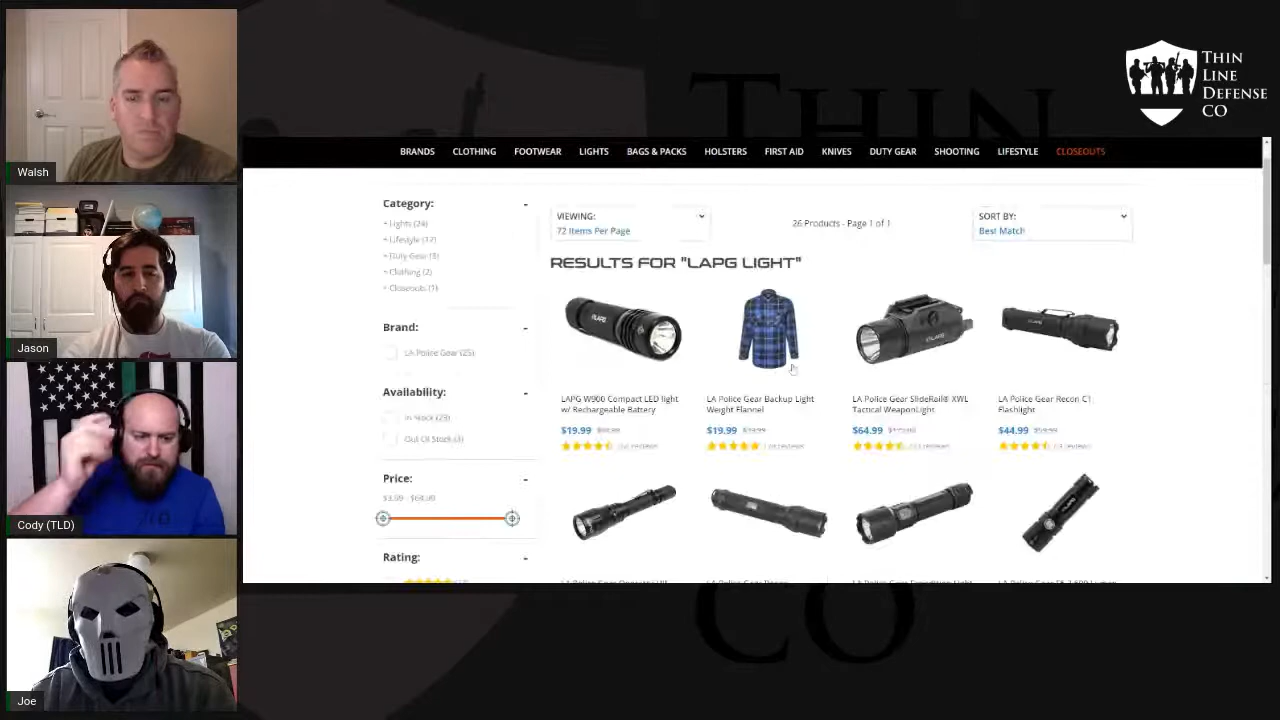 Walsh
Jason
Cody (TLD)
Joe
THIN
LINE
DEFENSE
CO
THIN
CO
BRANDS CLOTHING FOOTWEAR LIGHTS BAGS & PACKS HOLSTERS FIRST AID KNIVES DUTY GEAR SHOOTING LIFESTYLE CLOSEOUTS
Category: -
Lights (24)
Lifestyle (17)
Duty Gear (3)
Clothing (2)
Closeouts (1)
Brand: -
LA Police Gear (25)
Availability: -
In Stock (23)
Out Of Stock (3)
Price: -
Rating: -
VIEWING:
72 Items Per Page
26 Products - Page 1 of 1
SORT BY:
Best Match
RESULTS FOR "LAPG LIGHT"
LAPG W900 Compact LED light
w/ Rechargeable Battery
$19.99
LA Police Gear Backup Light
Weight Flannel
$19.99
LA Police Gear SlideRail® XWL
Tactical WeaponLight
$64.99
LA Police Gear Recon C1
Flashlight
$44.99